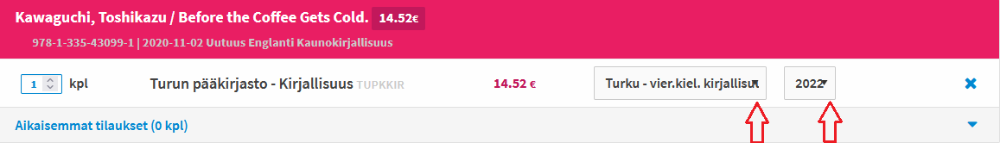 Kawaguchi, Toshikazu / Before the Coffee Gets Cold. 14.52€
978-1-335-43099-1 | 2020-11-02 Uutuus Englanti Kaunokirjallisuus
1 kpl Turun pääkirjasto - Kirjallisuus TUPKKIR 14.52 € Turku - vier.kiel. kirjallisuu 2022
Aikaisemmat tilaukset (0 kpl)